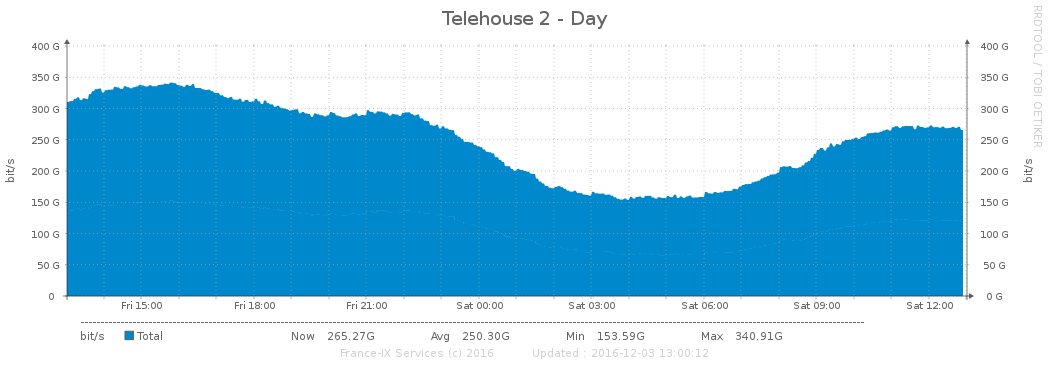 Telehouse 2 - Day
RRDTOOL / TOBI OETIKER
bit/s
400 G
350 G
300 G
250 G
200 G
150 G
100 G
50 G
0
400 G
350 G
300 G
250 G
200 G
150 G
100 G
50 G
0 G
bit/s
Fri 15:00 Fri 18:00 Fri 21:00 Sat 00:00 Sat 03:00 Sat 06:00 Sat 09:00 Sat 12:00
bit/s Total Now 265.27G Avg 250.30G Min 153.59G Max 340.91G
France-IX Services (c) 2016 Updated : 2016-12-03 13:00:12